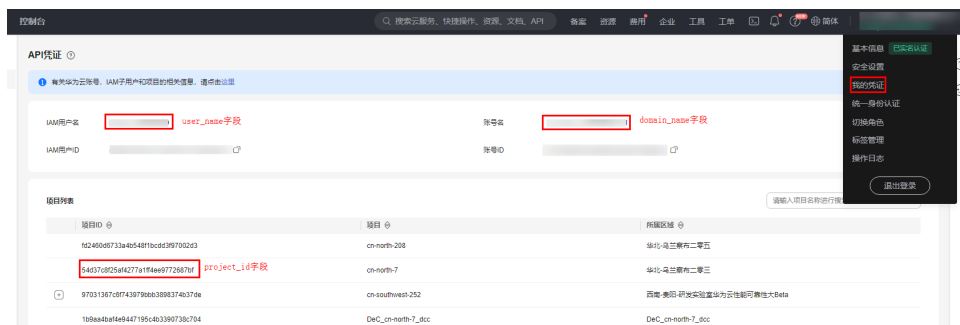 控制台 搜索云服务、快捷操作、资源、文档、API 备案 资源 费用 企业 工具 工单 简体
API凭证
基本信息 已实名认证
安全设置
有关华为云账号、IAM子用户和项目的相关信息，请点击这里
我的凭证
统一身份认证
IAM用户名 user_name字段 账号名 domain_name字段
切换角色
标签管理
IAM用户ID 账号ID
操作日志
退出登录
项目列表 请输入项目名称进行搜
项目ID 项目 所属区域
fd2460d6733a4b548f1bcdd3f97002d3 cn-north-208 华北-乌兰察布二零五
54d37c8f25af4277a1ff4ee9772687bf project_id字段 cn-north-7 华北-乌兰察布二零三
97031367c6f743979bbb3898374b37de cn-southwest-252 西南-贵阳-研发实验室华为云性能可靠性大Beta
1b9aa4baf4e9447195c4b3390738c704 DeC_cn-north-7_dcc DeC_cn-north-7_dcc